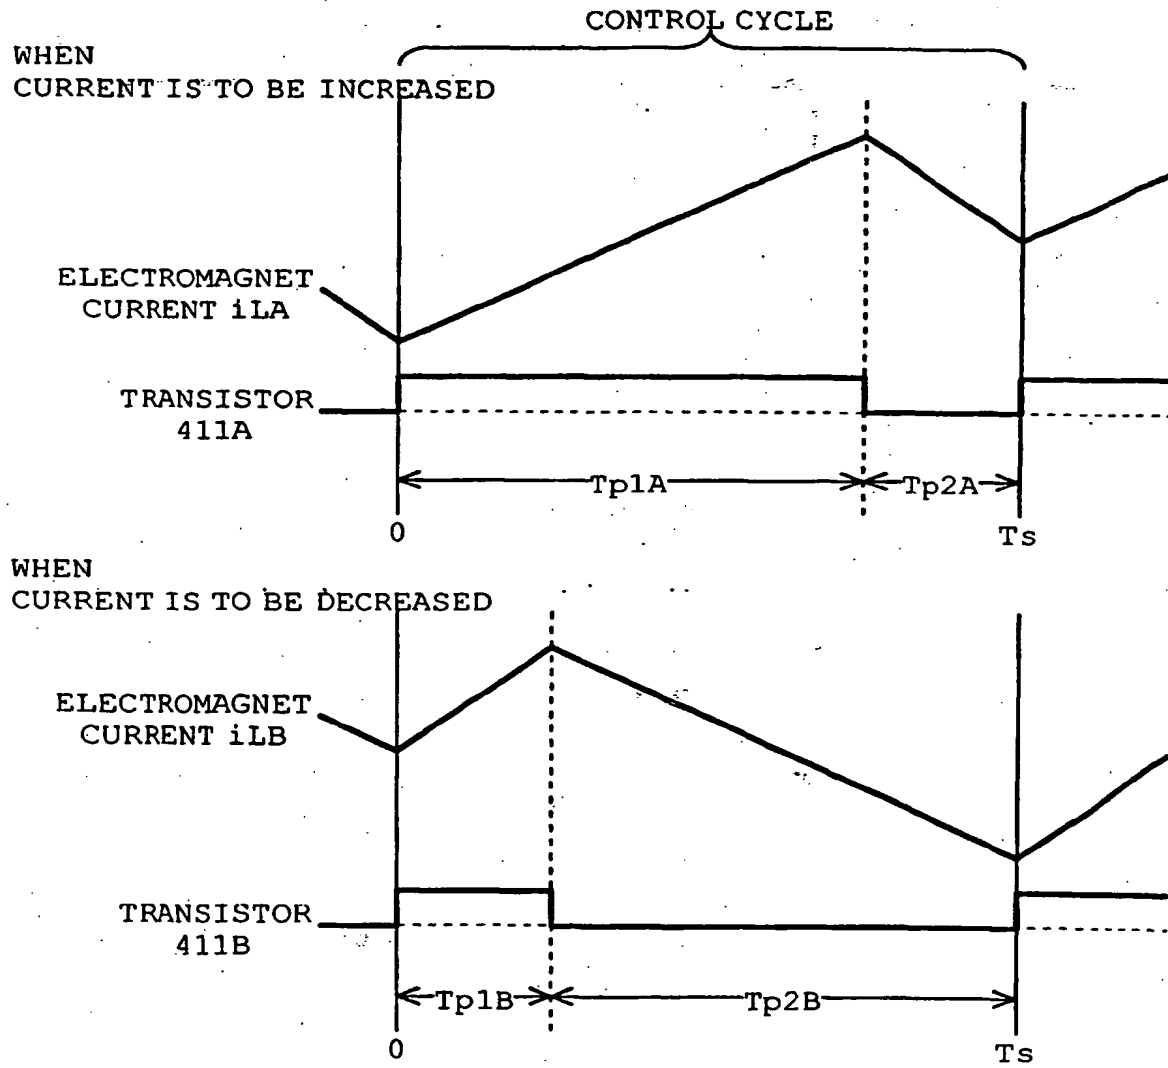 CONTROL CYCLE
WHEN
CURRENT IS TO BE INCREASED
ELECTROMAGNET
CURRENT iLA
TRANSISTOR
411A
Tp1A
Tp2A
0
Ts
WHEN
CURRENT IS TO BE DECREASED
ELECTROMAGNET
CURRENT iLB
TRANSISTOR
411B
Tp1B
Tp2B
0
Ts